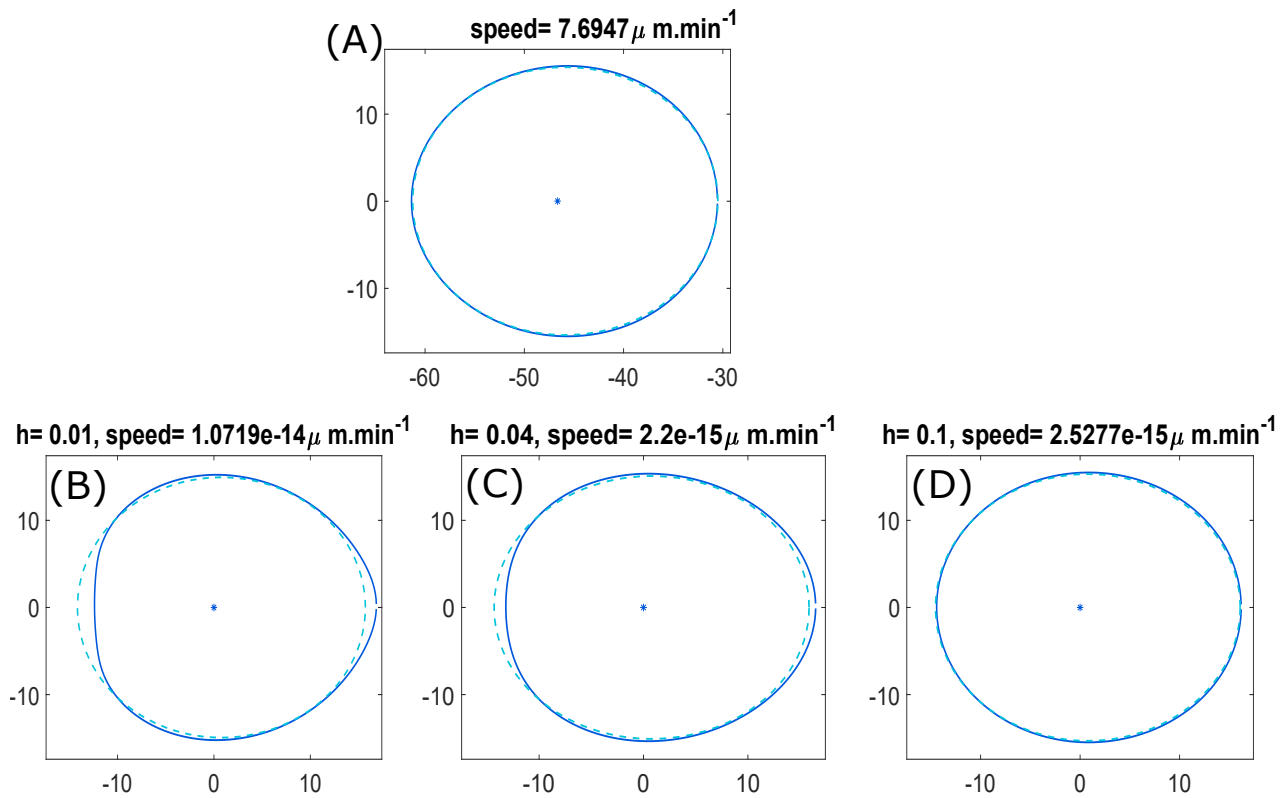 (A) speed= 7.6947μ m.min-1
10
0
-10
-60 -50 -40 -30
h= 0.01, speed= 1.0719e-14μ m.min-1
(B)
10
0
-10
-10 0 10
h= 0.04, speed= 2.2e-15μ m.min-1
(C)
10
0
-10
-10 0 10
h= 0.1, speed= 2.5277e-15μ m.min-1
(D)
10
0
-10
-10 0 10